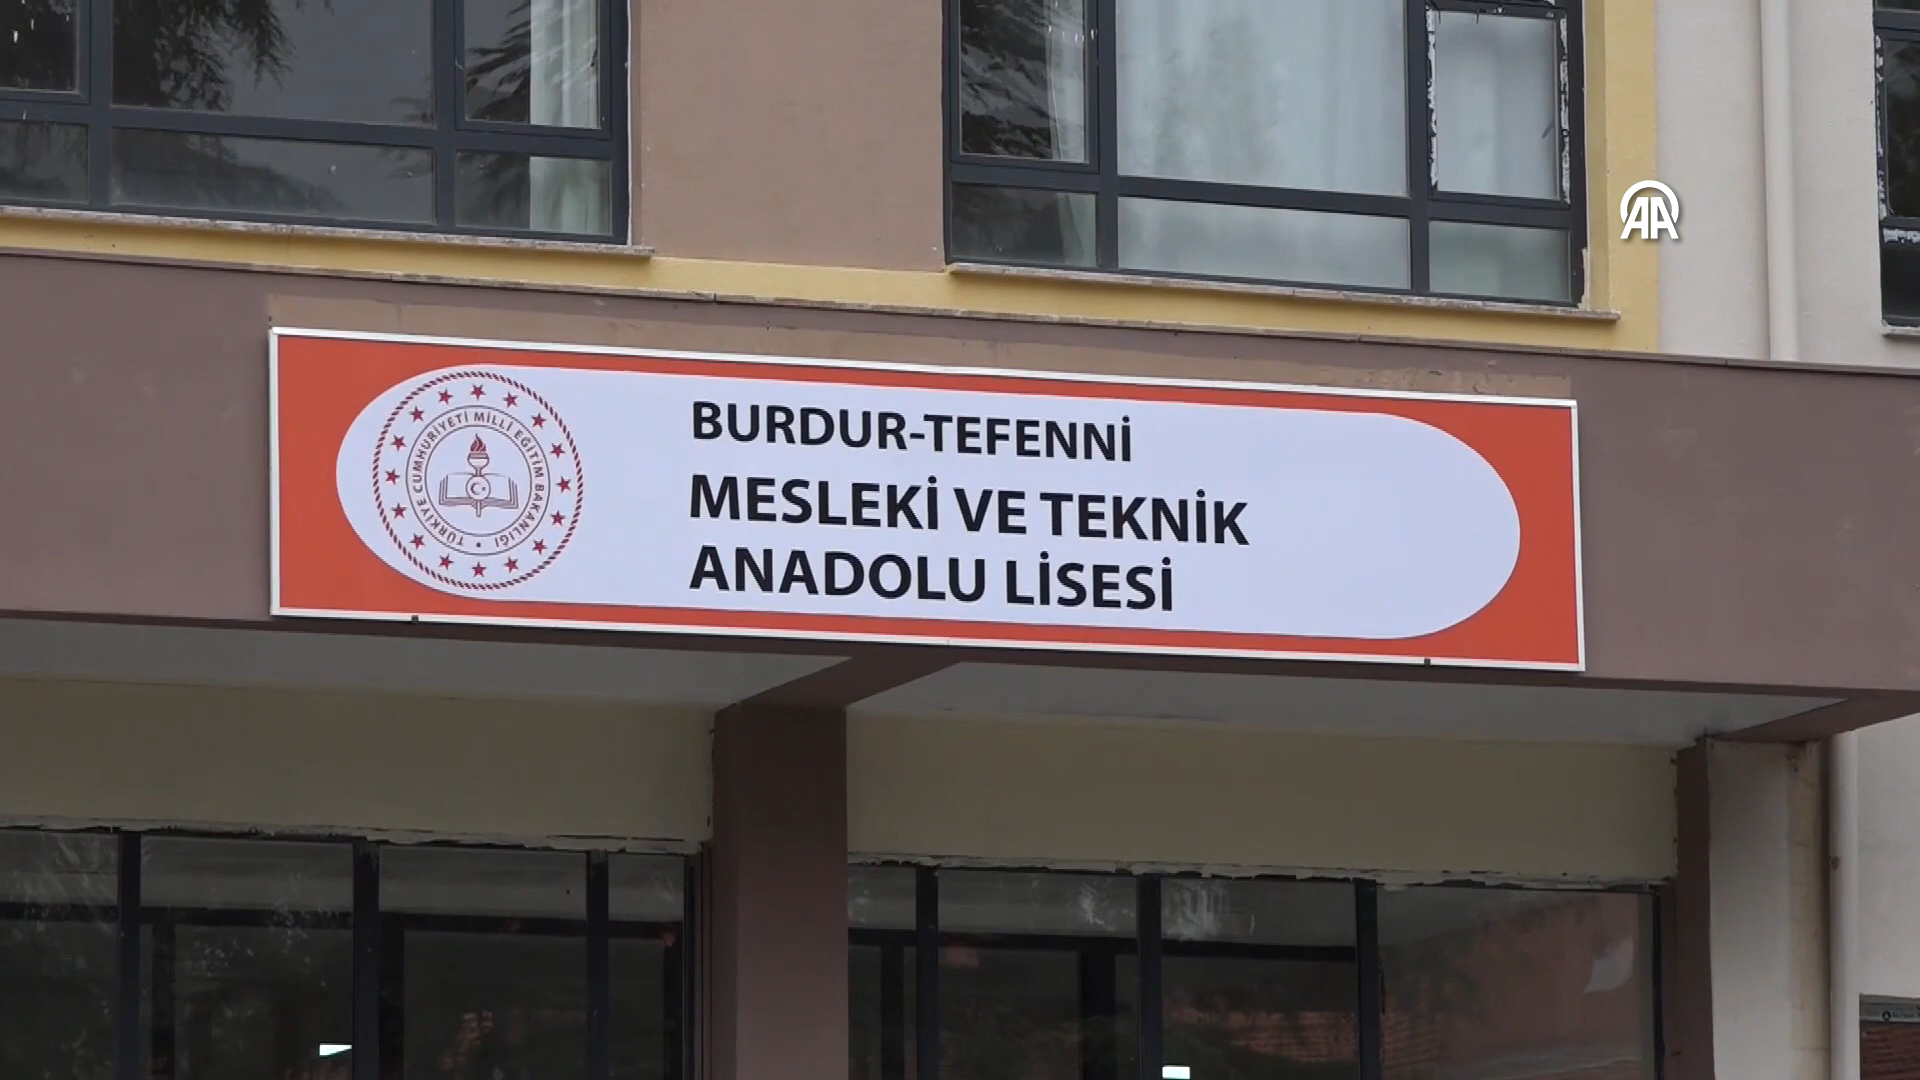 AA
BURDUR-TEFENNİ
MESLEKİ VE TEKNİK
ANADOLU LİSESİ
TÜRKİYE CUMHURİYETİ MİLLİ EĞİTİM BAKANLIĞI